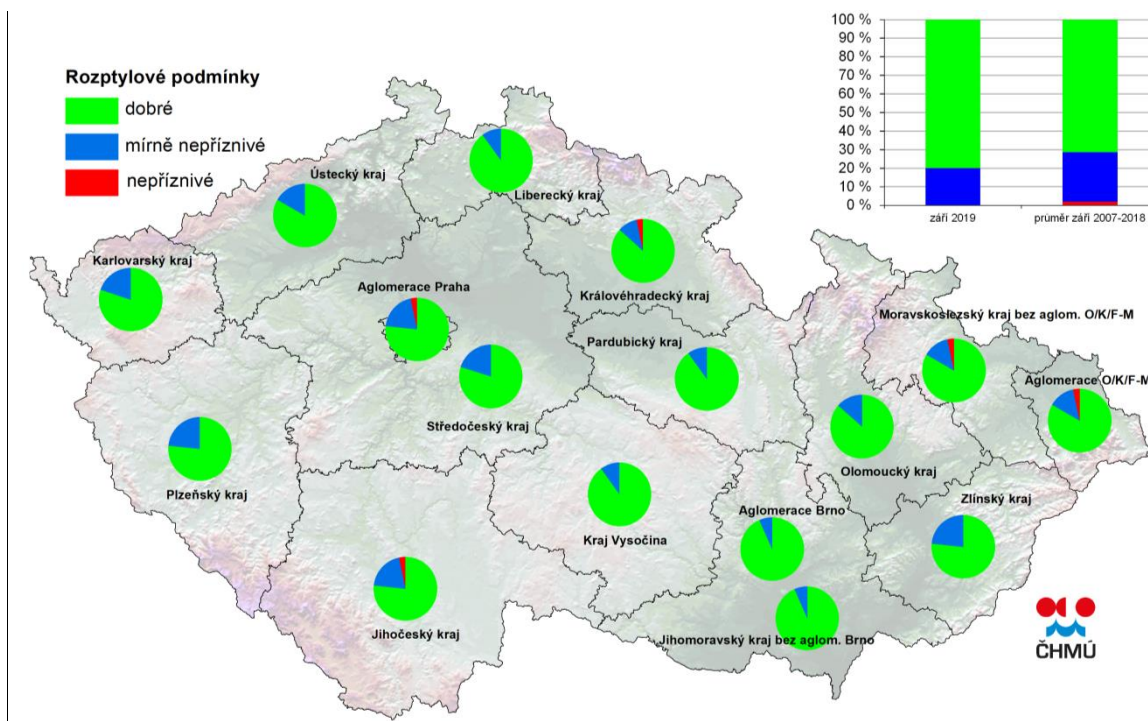 Rozptylové podmínky
dobré
mírně nepříznivé
nepříznivé
100 %
90 %
80 %
70 %
60 %
50 %
40 %
30 %
20 %
10 %
0 %
září 2019
průměr září 2007-2018
Ústecký kraj
Liberecký kraj
Karlovarský kraj
Aglomerace Praha
Královéhradecký kraj
Moravskoslezský kraj bez aglom. O/K/F-M
Pardubický kraj
Aglomerace O/K/F-M
Středočeský kraj
Olomoucký kraj
Plzeňský kraj
Zlínský kraj
Aglomerace Brno
Kraj Vysočina
Jihočeský kraj
Jihomoravský kraj bez aglom. Brno
ČHMÚ